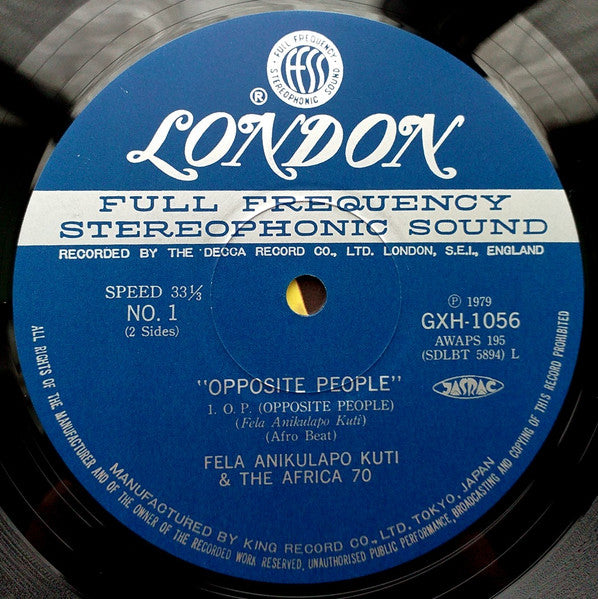 FULL FREQUENCY
ffss
STEREOPHONIC SOUND
®
LONDON
FULL FREQUENCY
STEREOPHONIC SOUND
RECORDED BY THE DECCA RECORD CO., LTD. LONDON, S.E.I., ENGLAND
SPEED 33⅓
NO. 1
(2 Sides)
Ⓟ 1979
GXH-1056
AWAPS 195
(SDLBT 5894) L
JASRAC
"OPPOSITE PEOPLE"
1. O. P. (OPPOSITE PEOPLE)
(Fela Anikulapo Kuti)
(Afro Beat)
FELA ANIKULAPO KUTI
& THE AFRICA 70
MANUFACTURED BY KING RECORD CO., LTD. TOKYO, JAPAN
ALL RIGHTS OF THE MANUFACTURER AND OF THE OWNER OF THE RECORDED WORK RESERVED, UNAUTHORISED PUBLIC PERFORMANCE, BROADCASTING AND COPYING OF THIS RECORD PROHIBITED